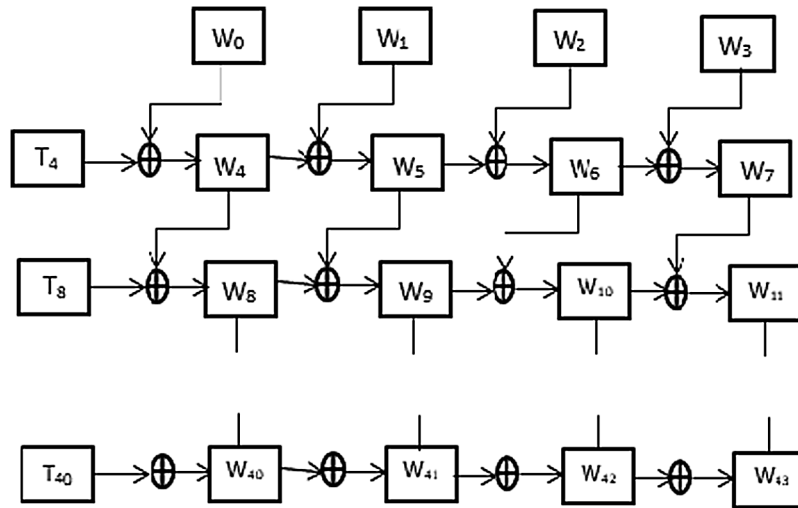 W₀ W₁ W₂ W₃
T₄ W₄ W₅ W₆ W₇
T₈ W₈ W₉ W₁₀ W₁₁
T₄₀ W₄₀ W₄₁ W₄₂ W₄₃